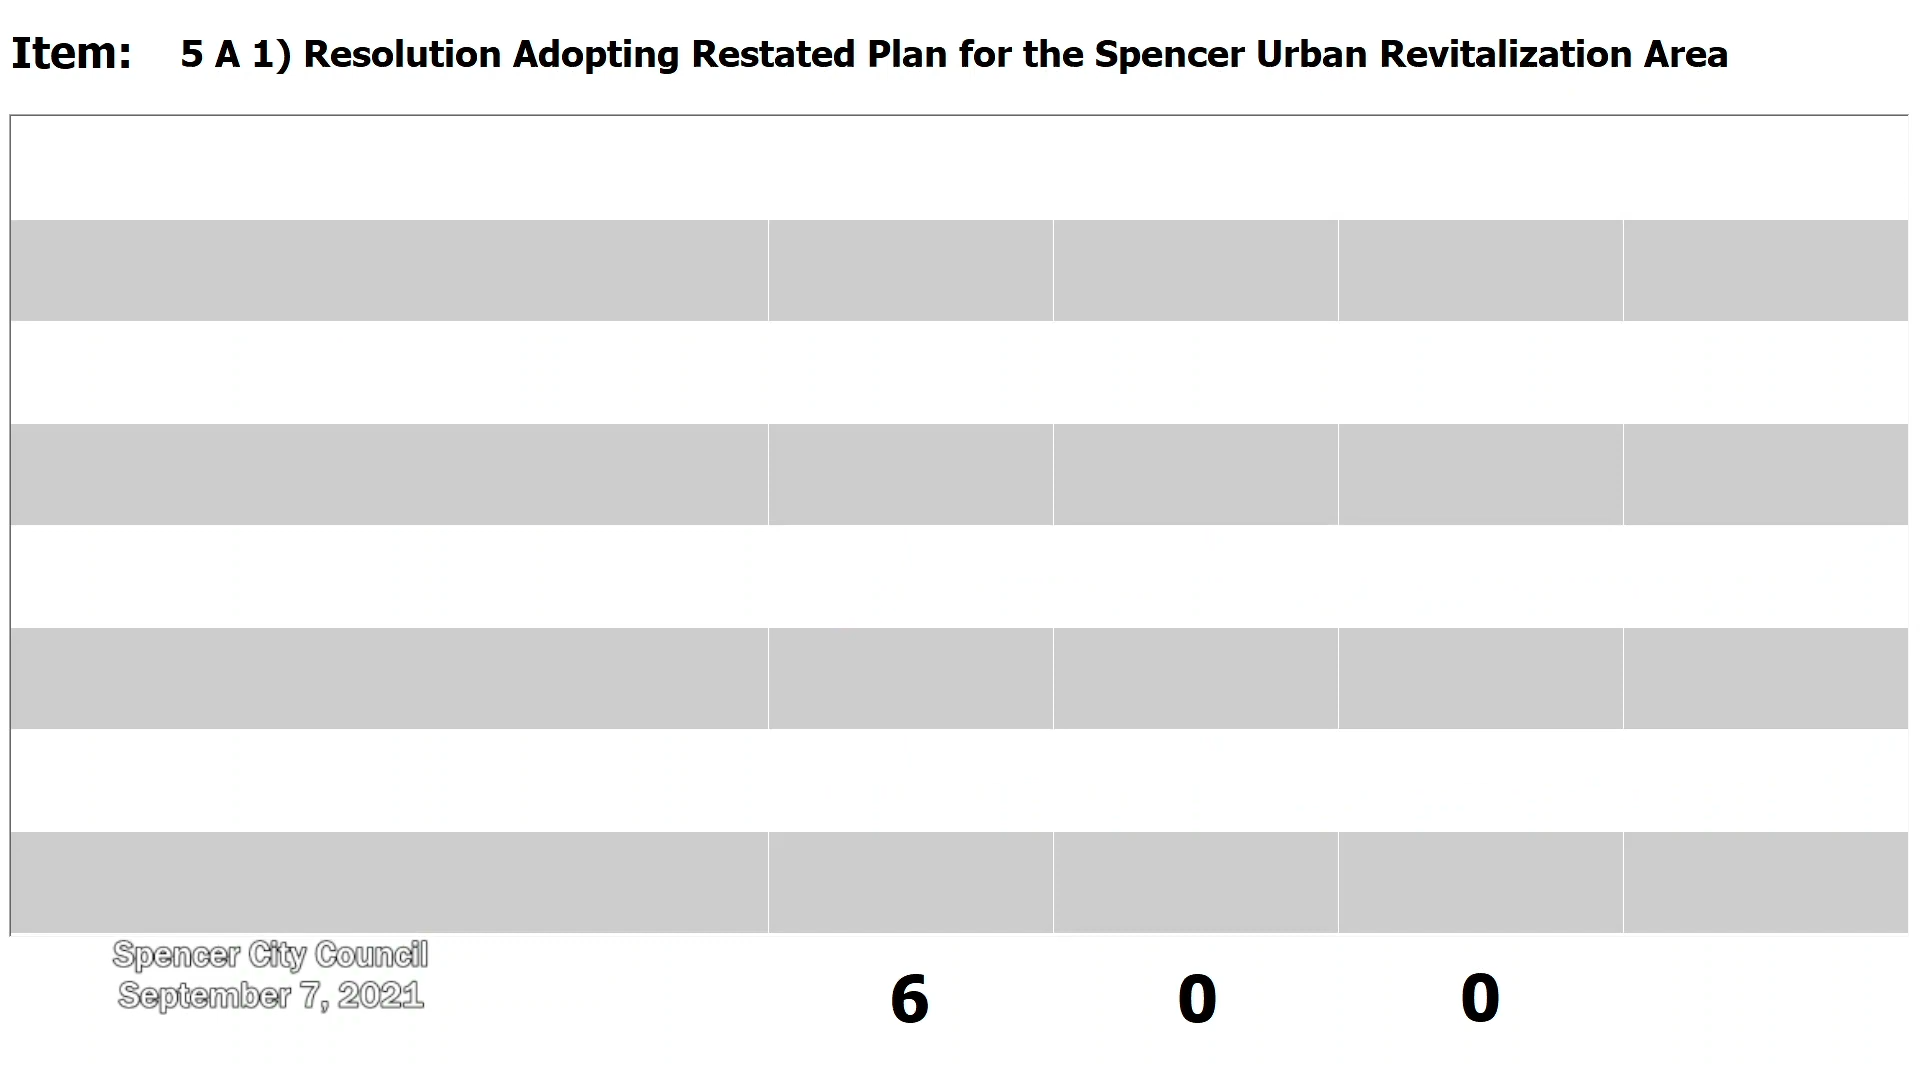 Item: 5 A 1) Resolution Adopting Restated Plan for the Spencer Urban Revitalization Area
Spencer City Council
September 7, 2021
6 0 0